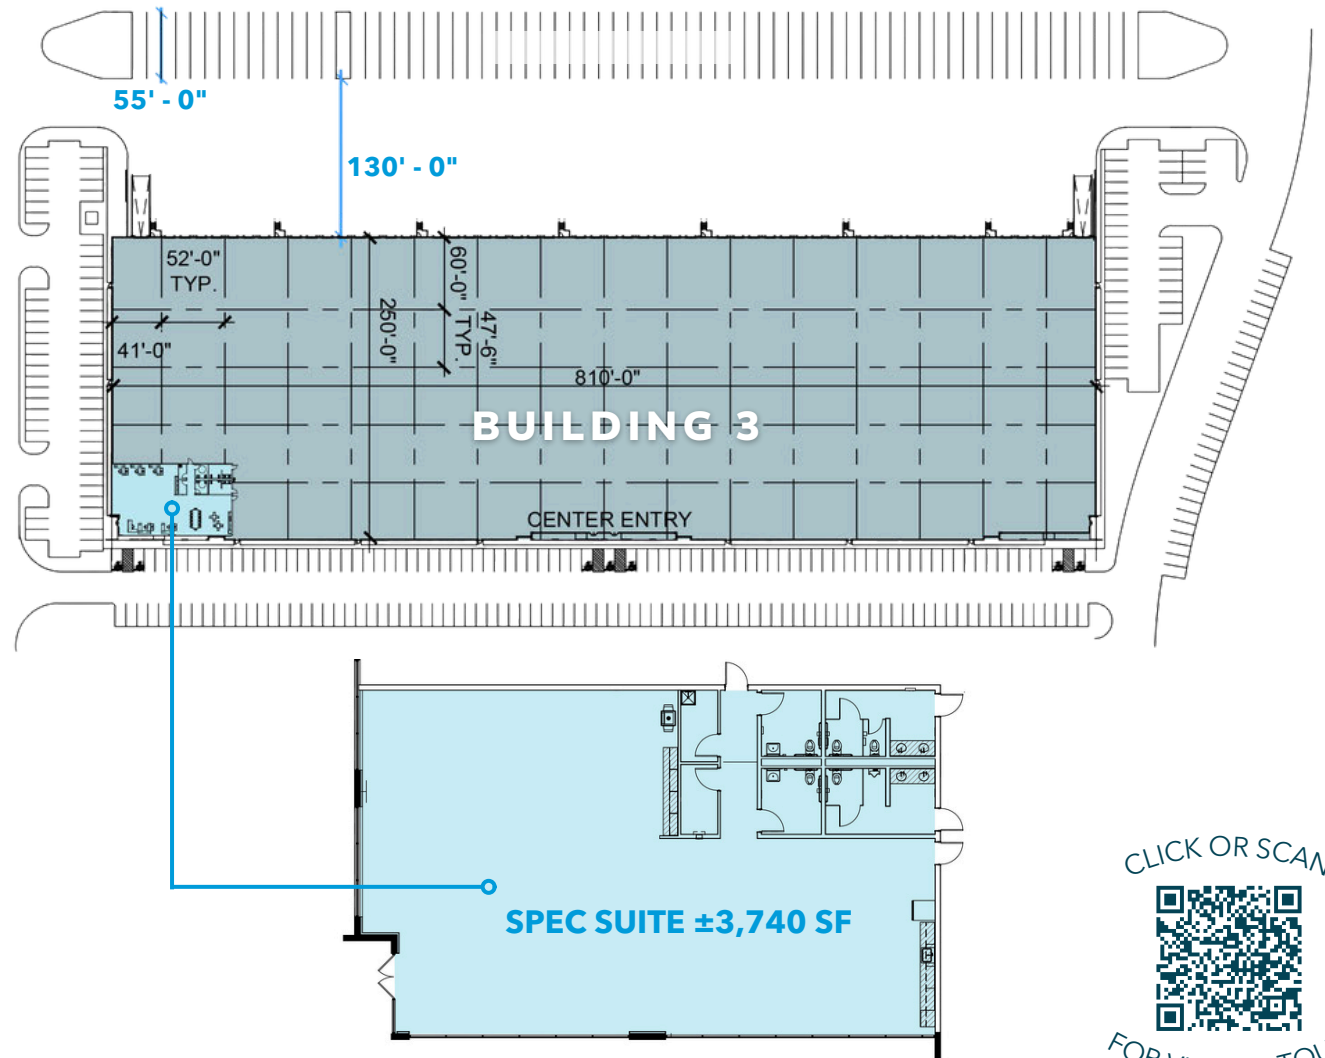 55' - 0"
130' - 0"
52'-0"
TYP.
60'-0"
47'-6"
TYP.
250'-0"
41'-0"
810'-0"
BUILDING 3
CENTER ENTRY
SPEC SUITE ±3,740 SF
CLICK OR SCAN
FOR